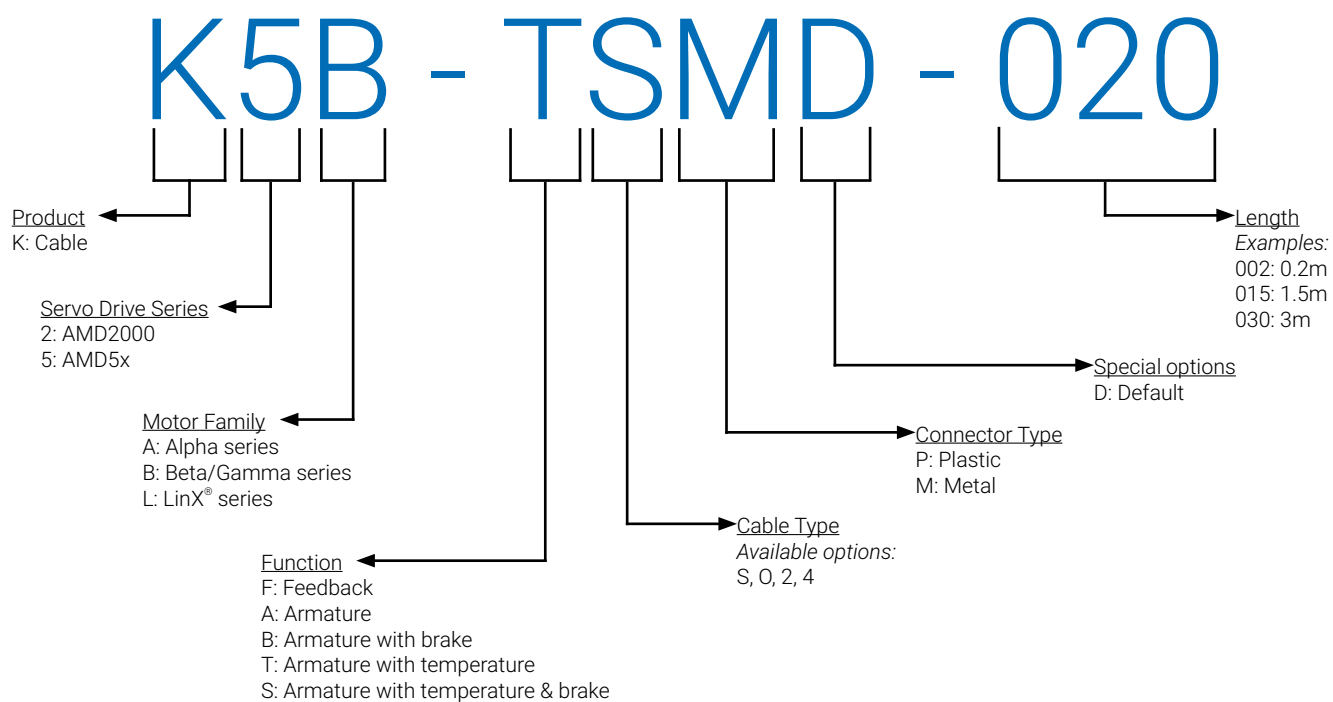 K5B - TSMD - 020
Product
K: Cable
Length
Examples:
002: 0.2m
015: 1.5m
030: 3m
Servo Drive Series
2: AMD2000
5: AMD5x
Special options
D: Default
Motor Family
A: Alpha series
B: Beta/Gamma series
L: LinX® series
Connector Type
P: Plastic
M: Metal
Cable Type
Available options:
S, O, 2, 4
Function
F: Feedback
A: Armature
B: Armature with brake
T: Armature with temperature
S: Armature with temperature & brake